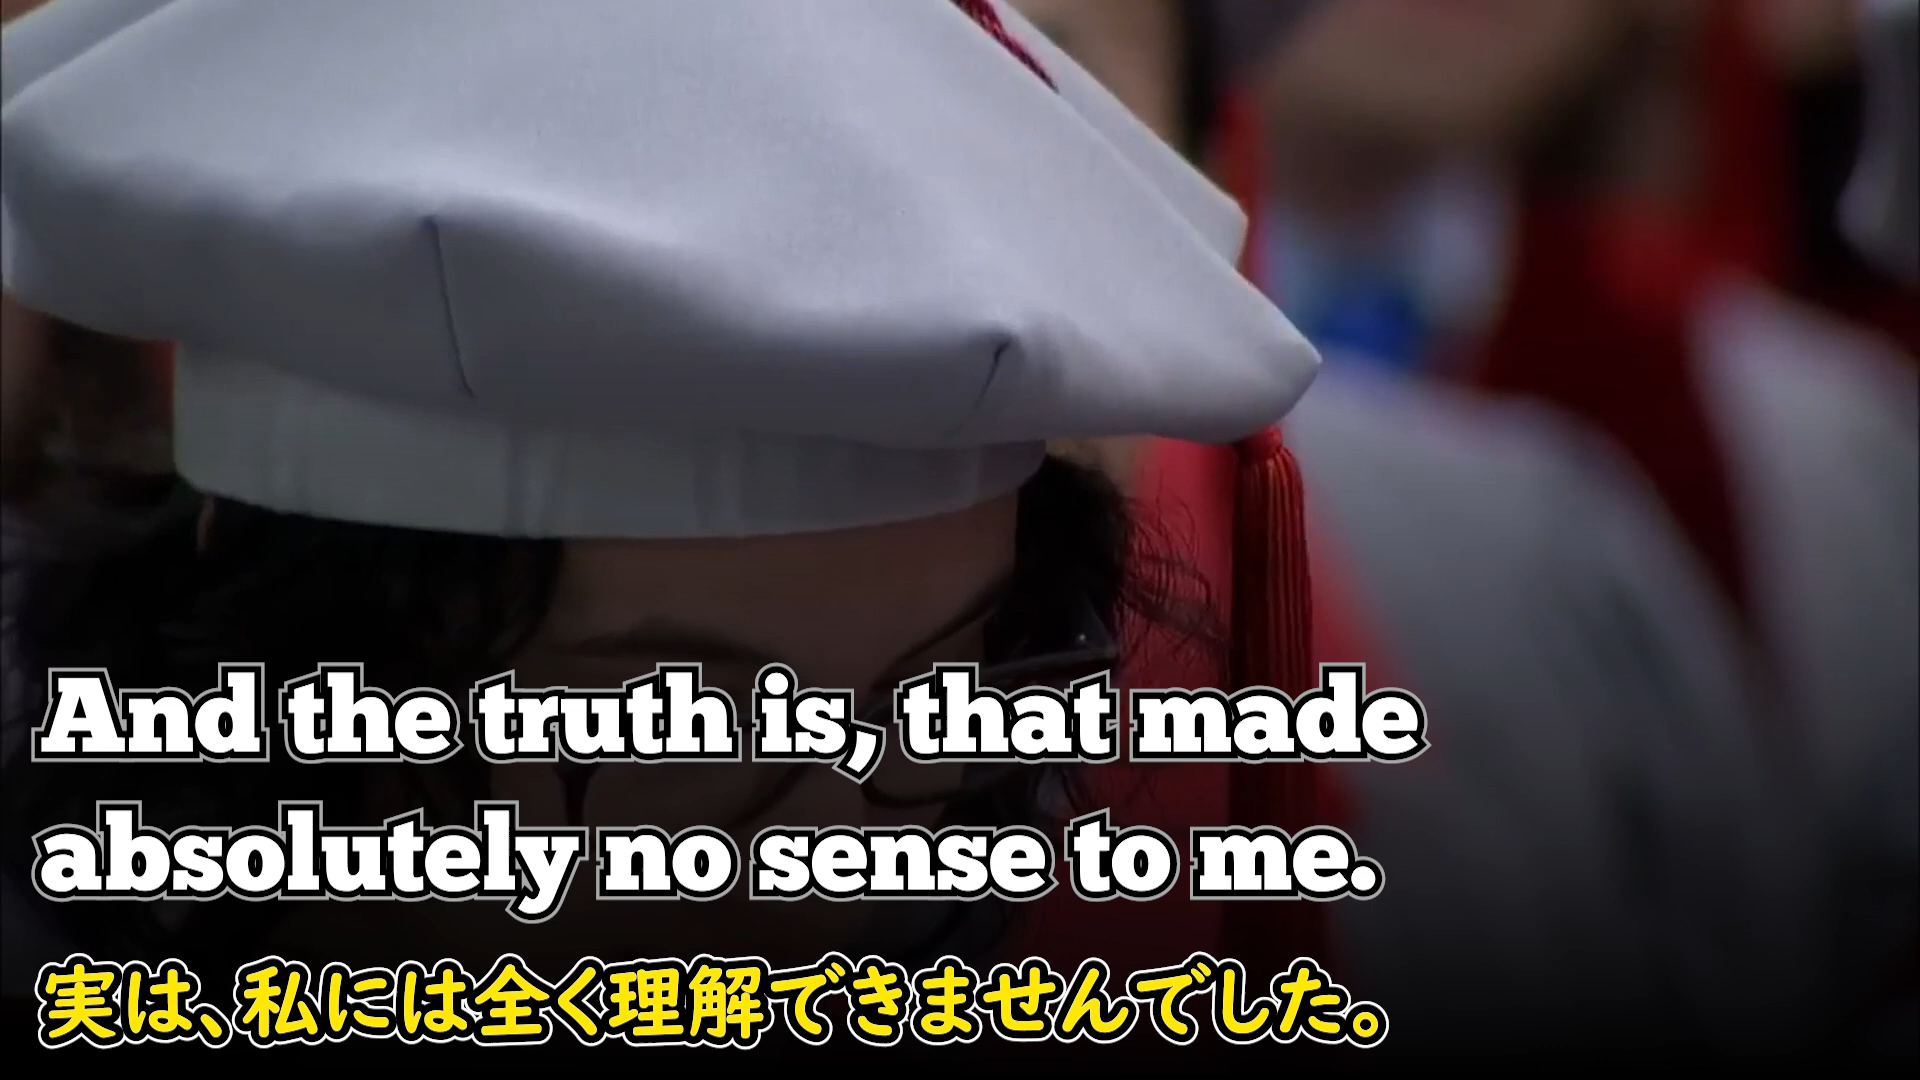 And the truth is, that made
absolutely no sense to me.
実は、私には全く理解できませんでした。